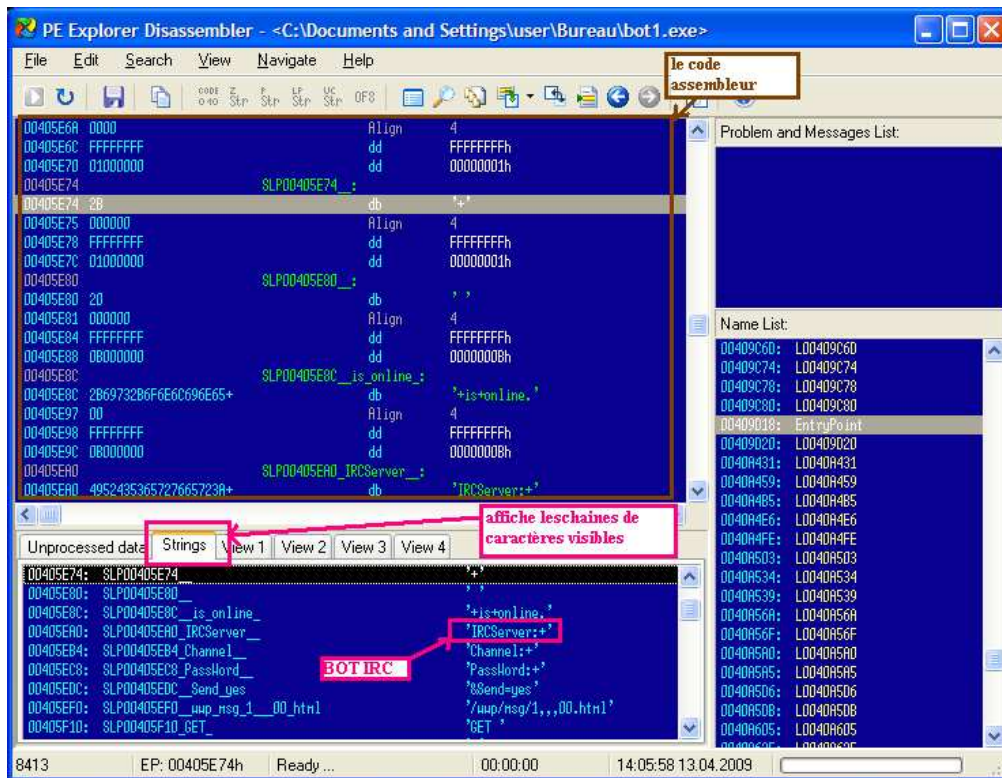 PE Explorer Disassembler - <C:\Documents and Settings\user\Bureau\bot1.exe>
File Edit Search View Navigate Help
le code
assembleur
00405E6A 0000 Align 4
00405E6C FFFFFFFF dd FFFFFFFFh
00405E70 01000000 dd 00000001h
00405E74 SLP00405E74__:
00405E74 2B db '+'
00405E75 000000 Align 4
00405E78 FFFFFFFF dd FFFFFFFFh
00405E7C 01000000 dd 00000001h
00405E80 SLP00405E80__:
00405E80 20 db ' '
00405E81 000000 Align 4
00405E84 FFFFFFFF dd FFFFFFFFh
00405E88 0B000000 dd 0000000Bh
00405E8C SLP00405E8C__is_online_:
00405E8C 2B69732B6F6E6C696E65+ db '+is+online.'
00405E97 00 Align 4
00405E98 FFFFFFFF dd FFFFFFFFh
00405E9C 0B000000 dd 0000000Bh
00405EA0 SLP00405EA0_IRCServer__:
00405EA0 4952435365727665723A+ db 'IRCServer:+'
Problem and Messages List:
Name List:
00409C6D: L00409C6D
00409C74: L00409C74
00409C78: L00409C78
00409C80: L00409C80
00409D18: EntryPoint
00409D20: L00409D20
0040A431: L0040A431
0040A459: L0040A459
0040A4B5: L0040A4B5
0040A4E6: L0040A4E6
0040A4FE: L0040A4FE
0040A503: L0040A503
0040A534: L0040A534
0040A539: L0040A539
0040A56A: L0040A56A
0040A56F: L0040A56F
0040A5A0: L0040A5A0
0040A5A5: L0040A5A5
0040A5D6: L0040A5D6
0040A5DB: L0040A5DB
0040A605: L0040A605
affiche leschaines de
caractères visibles
Unprocessed data Strings View 1 View 2 View 3 View 4
00405E74: SLP00405E74__ '+'
00405E80: SLP00405E80__ ' '
00405E8C: SLP00405E8C__is_online_ '+is+online.'
00405EA0: SLP00405EA0_IRCServer__ 'IRCServer:+'
00405EB4: SLP00405EB4_Channel__ 'Channel:+'
00405EC8: SLP00405EC8_PassWord__ 'PassWord:+'
00405EDC: SLP00405EDC__Send_yes '&Send=yes'
00405EF0: SLP00405EF0__wwp_msg_1___00_html '/wwp/msg/1,,,00.html'
00405F10: SLP00405F10_GET_ 'GET '
BOT IRC
8413 EP: 00405E74h Ready ... 00:00:00 14:05:58 13.04.2009